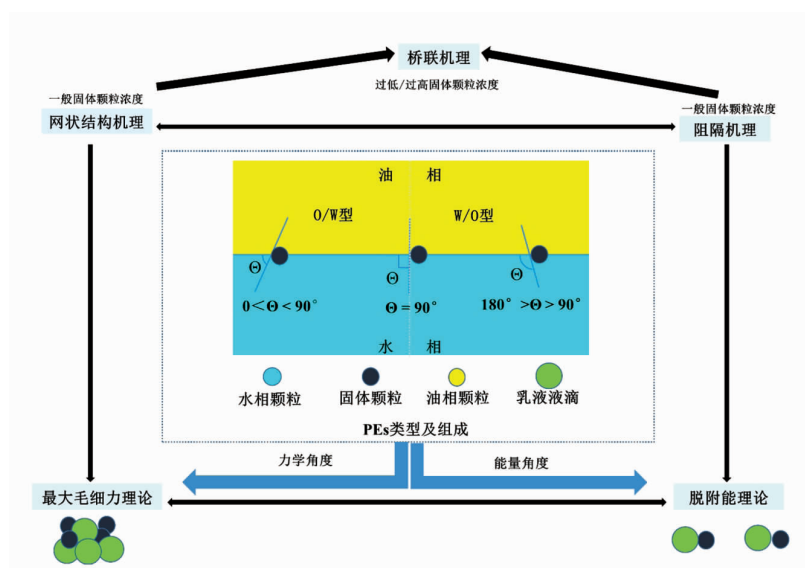 桥联机理
过低/过高固体颗粒浓度
一般固体颗粒浓度
网状结构机理
一般固体颗粒浓度
阻隔机理
油 相
O/W型
W/O型
Θ
Θ
Θ
0<Θ < 90°
Θ = 90°
180° >Θ> 90°
水 相
水相颗粒
固体颗粒
油相颗粒
乳液液滴
PEs类型及组成
力学角度
能量角度
最大毛细力理论
脱附能理论